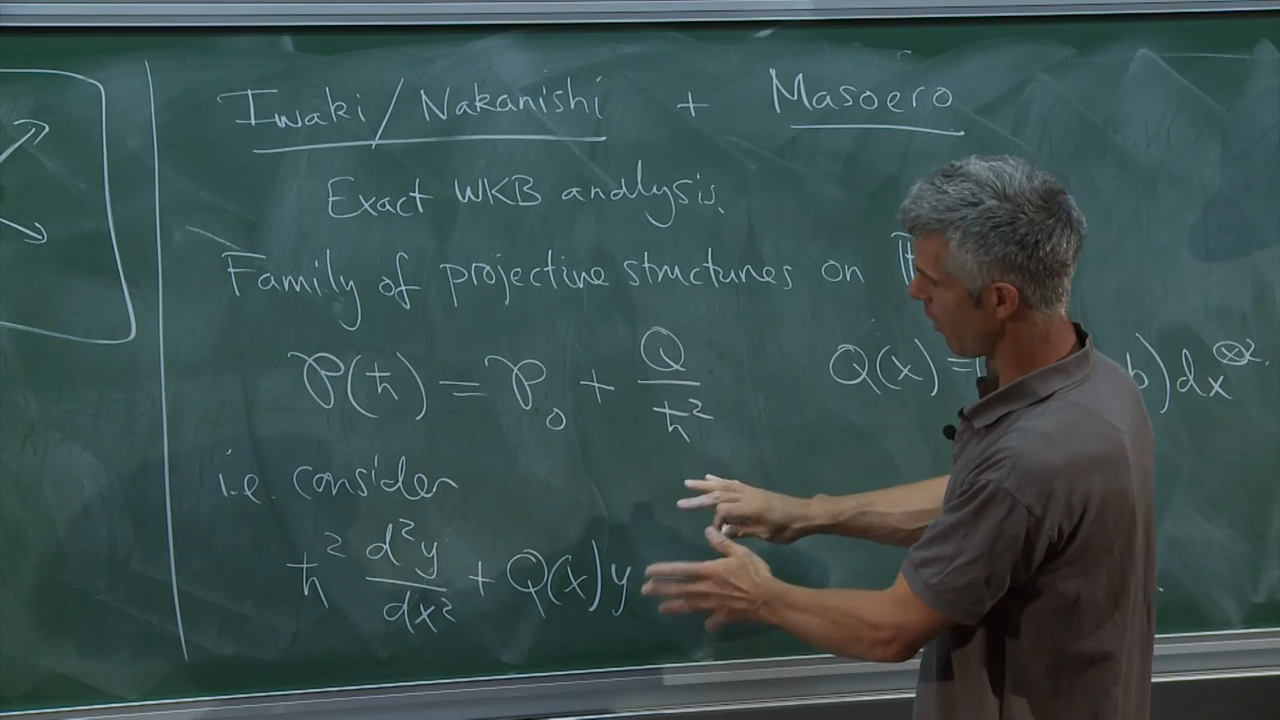 Iwaki/Nakanishi + Masoero
Exact WKB analysis.
Family of projective structures on
𝒫(ħ) = 𝒫₀ + Q/ħ² Q(x) = b)dx^⊗2.
i.e. consider
ħ² d²y/dx² + Q(x)y